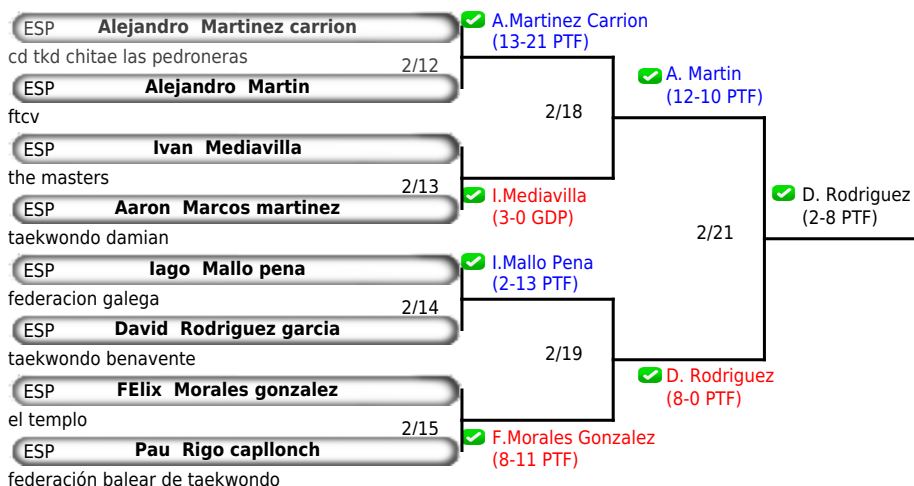 ESP Alejandro Martinez carrion
cd tkd chitae las pedroneras
2/12
ESP Alejandro Martin
ftcv
ESP Ivan Mediavilla
the masters
2/13
ESP Aaron Marcos martinez
taekwondo damian
ESP Iago Mallo pena
federacion galega
2/14
ESP David Rodriguez garcia
taekwondo benavente
ESP FElix Morales gonzalez
el templo
2/15
ESP Pau Rigo capllonch
federación balear de taekwondo
A.Martinez Carrion
(13-21 PTF)
2/18
I.Mediavilla
(3-0 GDP)
I.Mallo Pena
(2-13 PTF)
2/19
F.Morales Gonzalez
(8-11 PTF)
A. Martin
(12-10 PTF)
2/21
D. Rodriguez
(8-0 PTF)
D. Rodriguez
(2-8 PTF)